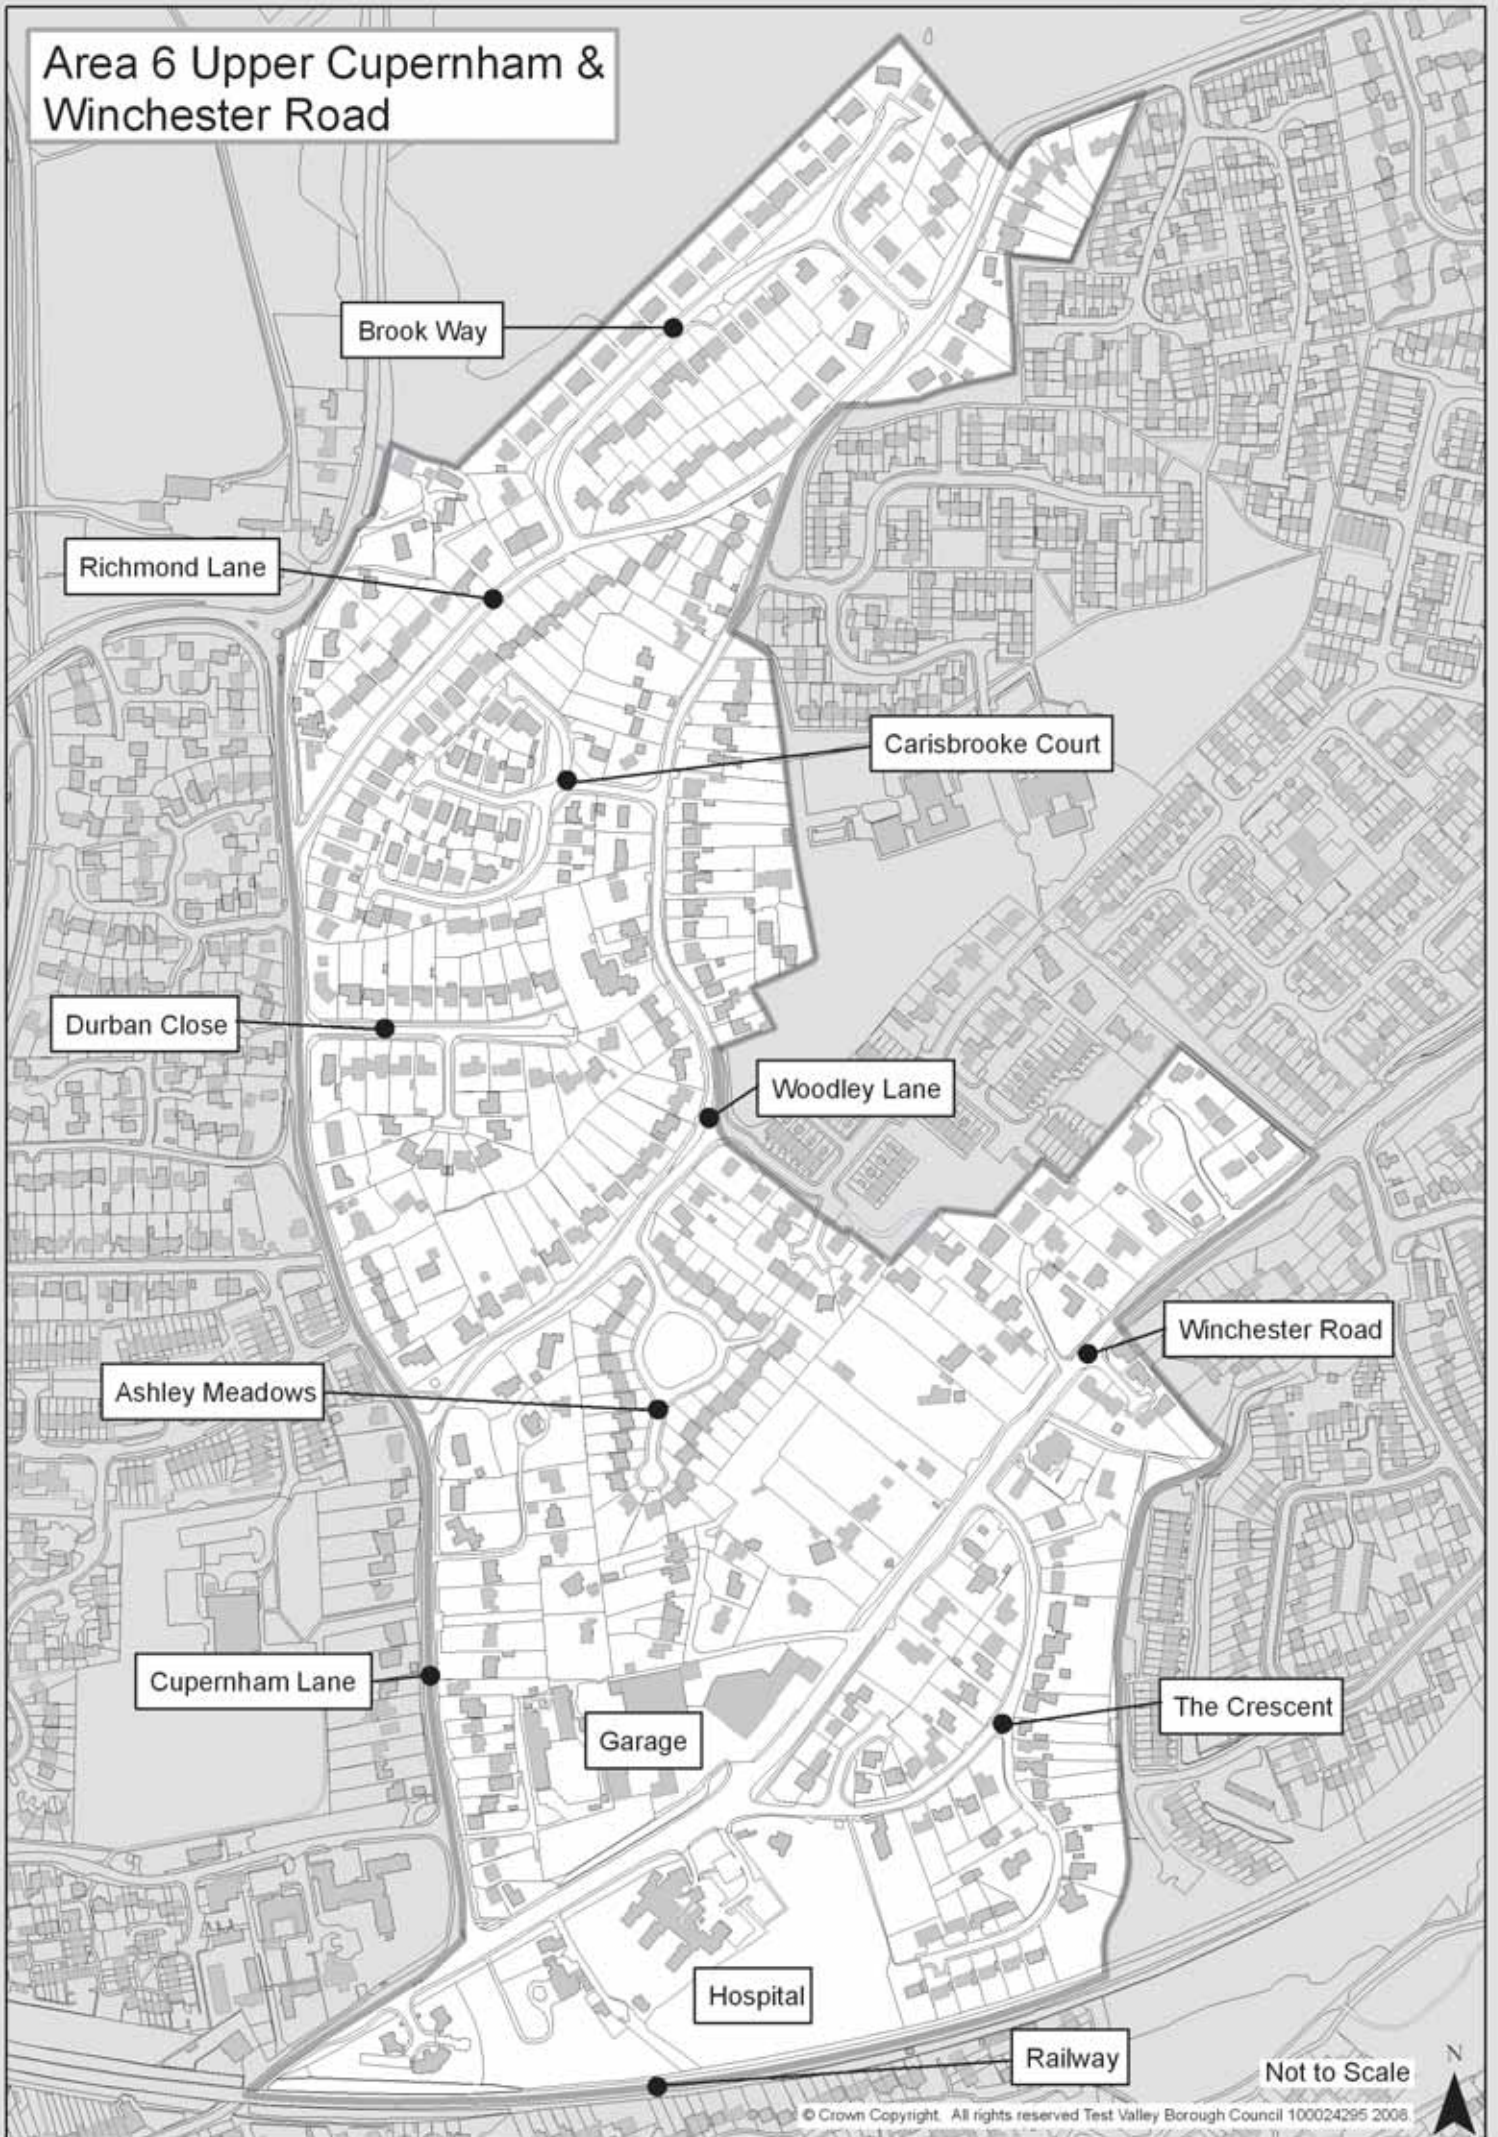 Area 6 Upper Cupernham &
Winchester Road
Brook Way
Richmond Lane
Carisbrooke Court
Durban Close
Woodley Lane
Winchester Road
Ashley Meadows
Cupernham Lane
The Crescent
Garage
Hospital
Railway
N
Not to Scale
© Crown Copyright. All rights reserved Test Valley Borough Council 100024295 2008.